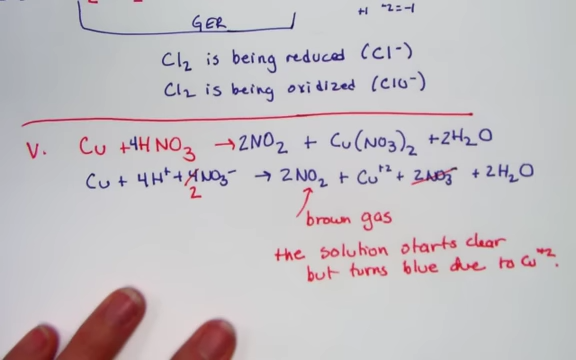 +1 -2=-1
GER
Cl₂ is being reduced (Cl⁻)
Cl₂ is being oxidized (ClO⁻)
V. Cu +4HNO₃ →2NO₂ + Cu(NO₃)₂ +2H₂O
Cu + 4H⁺ + 4NO₃⁻ → 2NO₂ + Cu⁺² + 2NO₃⁻ + 2H₂O
2
brown gas
the solution starts clear
but turns blue due to Cu⁺².